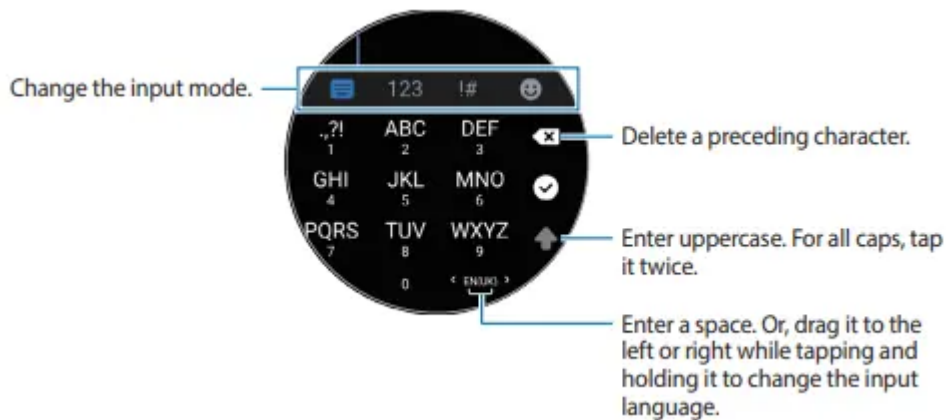 Change the input mode.
123 !#
.,?! ABC DEF
1 2 3
Delete a preceding character.
GHI JKL MNO
4 5 6
PQRS TUV WXYZ
7 8 9
Enter uppercase. For all caps, tap
it twice.
0 < EN(UK) >
Enter a space. Or, drag it to the
left or right while tapping and
holding it to change the input
language.